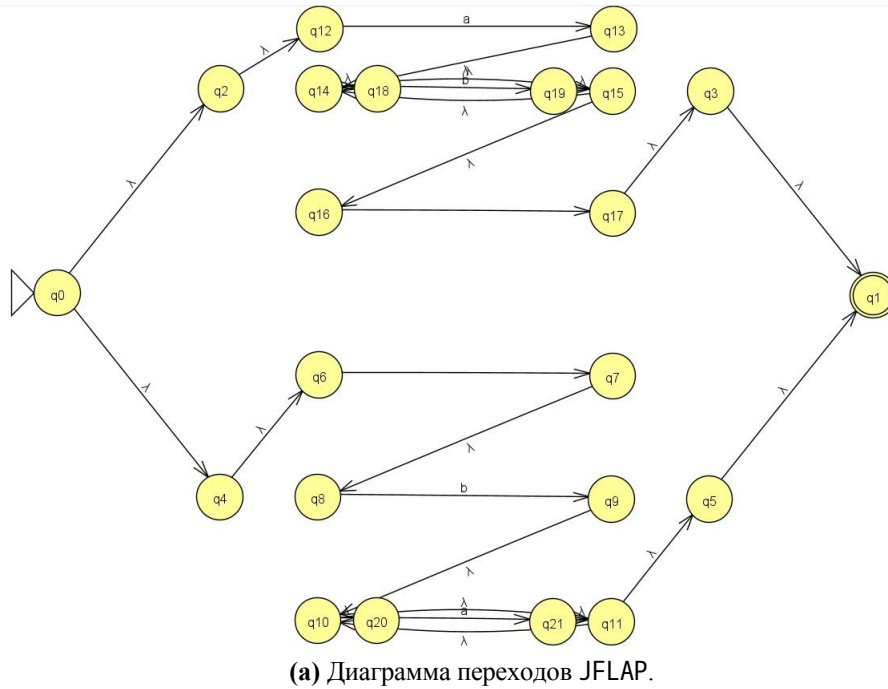 q12 a q13
λ
q2
q14 λ q18 b q19 λ q15 q3
λ
λ
λ
λ λ
q16 q17
q0 q1
q6 q7
λ
λ
λ
λ
q4 q8 b q9 q5
λ
λ
λ
q10 q20 a q21 λ q11
λ
(a) Диаграмма переходов JFLAP.